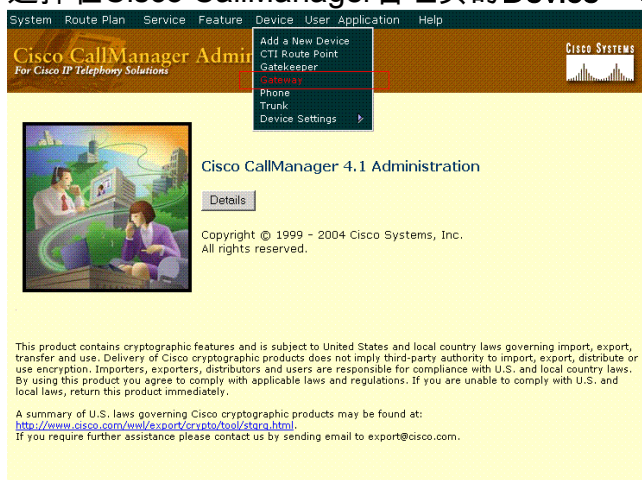 System Route Plan Service Feature Device User Application Help
Cisco CallManager Admin
For Cisco IP Telephony Solutions
Add a New Device
CTI Route Point
Gatekeeper
Gateway
Phone
Trunk
Device Settings
CISCO SYSTEMS
Cisco CallManager 4.1 Administration
Details
Copyright © 1999 - 2004 Cisco Systems, Inc.
All rights reserved.
This product contains cryptographic features and is subject to United States and local country laws governing import, export,
transfer and use. Delivery of Cisco cryptographic products does not imply third-party authority to import, export, distribute or
use encryption. Importers, exporters, distributors and users are responsible for compliance with U.S. and local country laws.
By using this product you agree to comply with applicable laws and regulations. If you are unable to comply with U.S. and
local laws, return this product immediately.
A summary of U.S. laws governing Cisco cryptographic products may be found at:
http://www.cisco.com/wwl/export/crypto/tool/stqrg.html.
If you require further assistance please contact us by sending email to export@cisco.com.